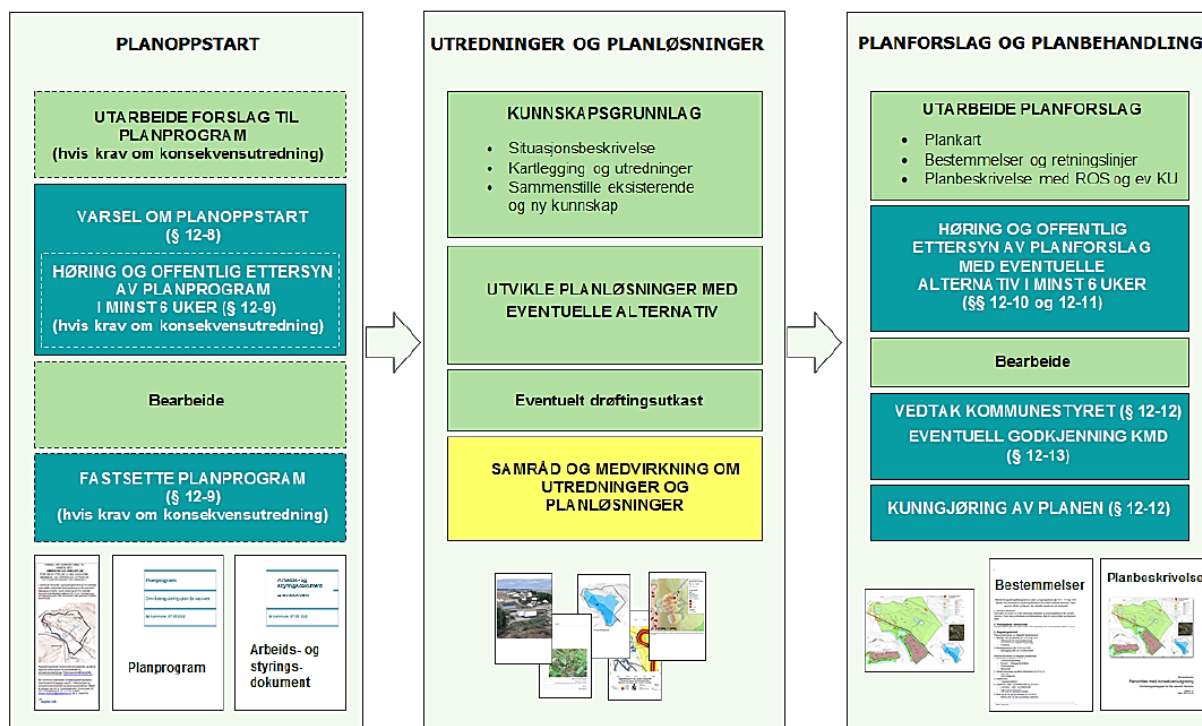 PLANOPPSTART
UTARBEIDE FORSLAG TIL
PLANPROGRAM
(hvis krav om konsekvensutredning)
VARSEL OM PLANOPPSTART
(§ 12-8)
HØRING OG OFFENTLIG ETTERSYN
AV PLANPROGRAM
I MINST 6 UKER (§ 12-9)
(hvis krav om konsekvensutredning)
Bearbeide
FASTSETTE PLANPROGRAM
(§ 12-9)
(hvis krav om konsekvensutredning)
Planprogram
Planprogram
Arbeids- og
styringsdokument
Arbeids- og
styrings-
dokument
UTREDNINGER OG PLANLØSNINGER
KUNNSKAPSGRUNNLAG
• Situasjonsbeskrivelse
• Kartlegging og utredninger
• Sammenstille eksisterende
og ny kunnskap
UTVIKLE PLANLØSNINGER MED
EVENTUELLE ALTERNATIV
Eventuelt drøftingsutkast
SAMRÅD OG MEDVIRKNING OM
UTREDNINGER OG
PLANLØSNINGER
PLANFORSLAG OG PLANBEHANDLING
UTARBEIDE PLANFORSLAG
• Plankart
• Bestemmelser og retningslinjer
• Planbeskrivelse med ROS og ev KU
HØRING OG OFFENTLIG
ETTERSYN AV PLANFORSLAG
MED EVENTUELLE
ALTERNATIV I MINST 6 UKER
(§§ 12-10 og 12-11)
Bearbeide
VEDTAK KOMMUNESTYRET (§ 12-12)
EVENTUELL GODKJENNING KMD
(§ 12-13)
KUNNGJØRING AV PLANEN (§ 12-12)
Bestemmelser
Planbeskrivelse